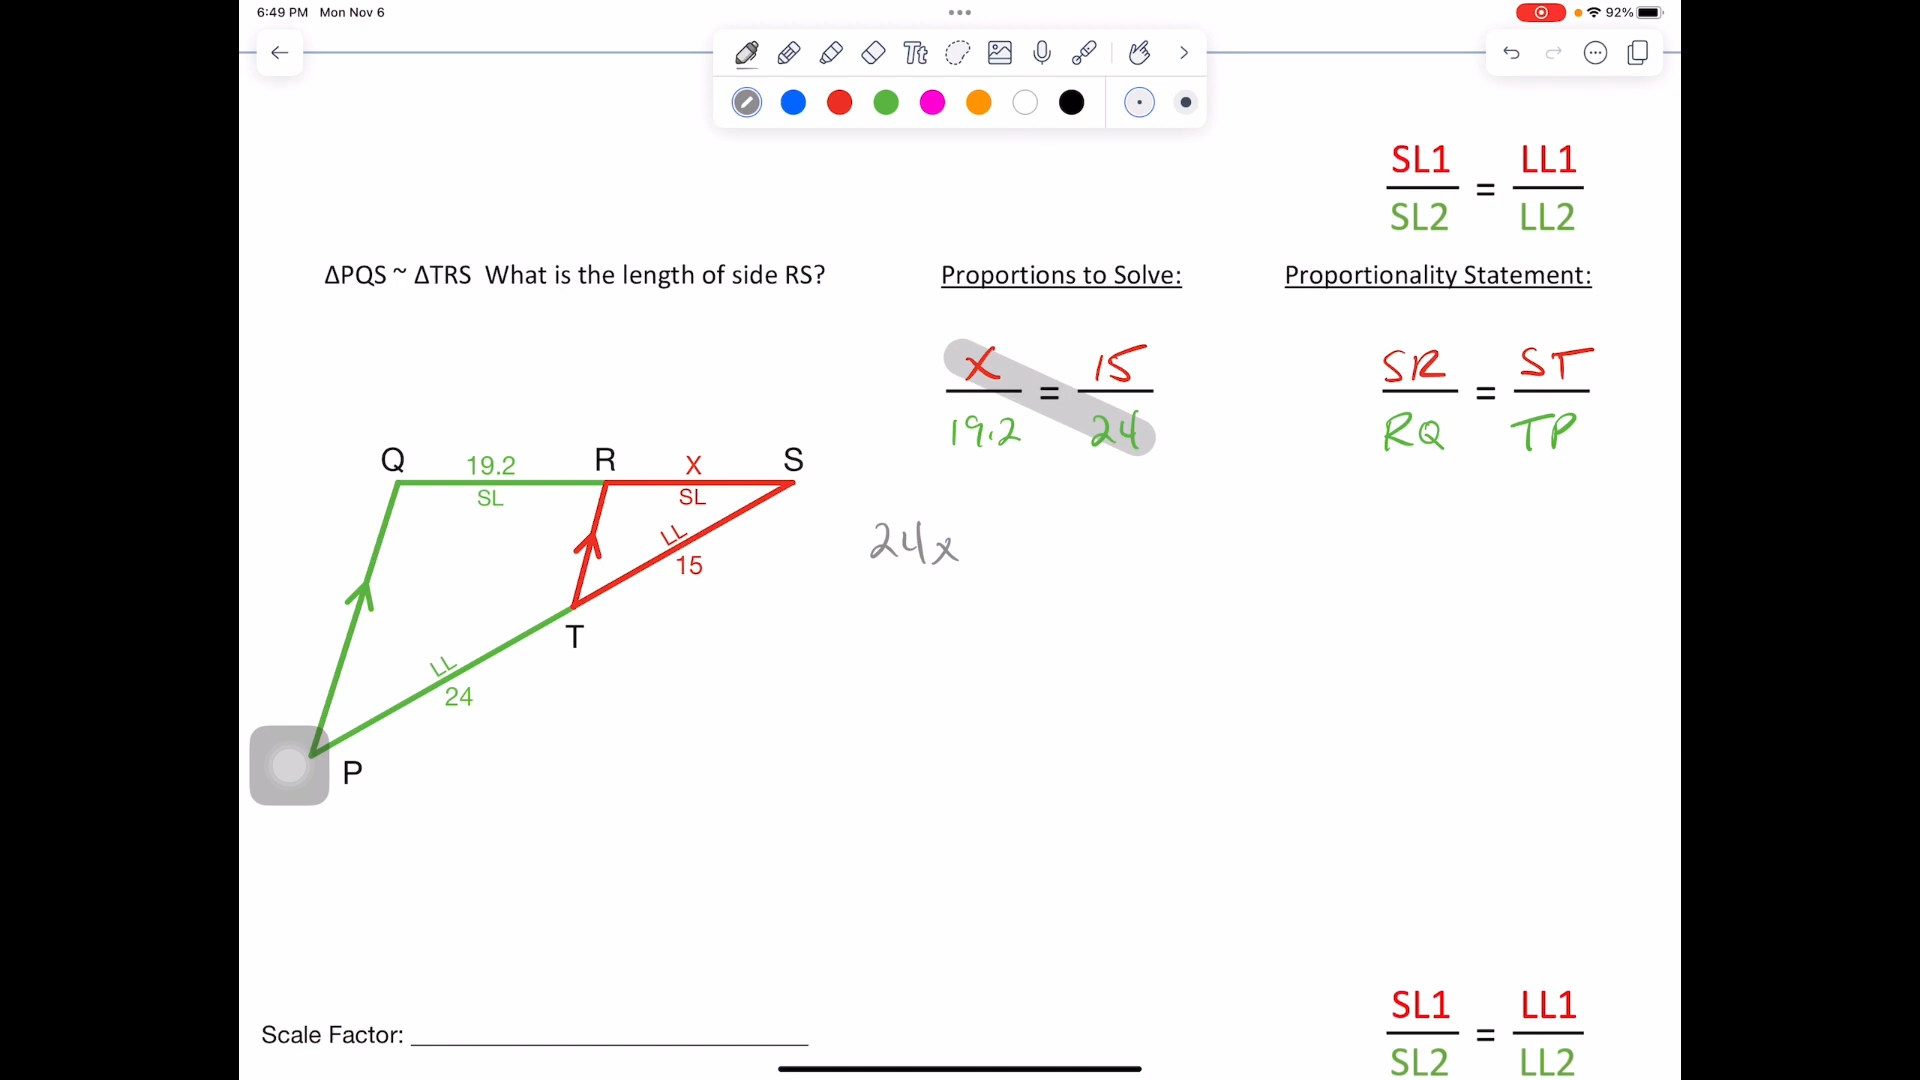 6:49 PM Mon Nov 6
92%
Tt
SL1 = LL1
SL2 LL2
ΔPQS ~ ΔTRS What is the length of side RS?
Proportions to Solve:
Proportionality Statement:
X = 15
19.2 24
SR = ST
RQ TP
Q 19.2 R X S
SL SL
LL
15
24x
T
LL
24
P
SL1 = LL1
SL2 LL2
Scale Factor: